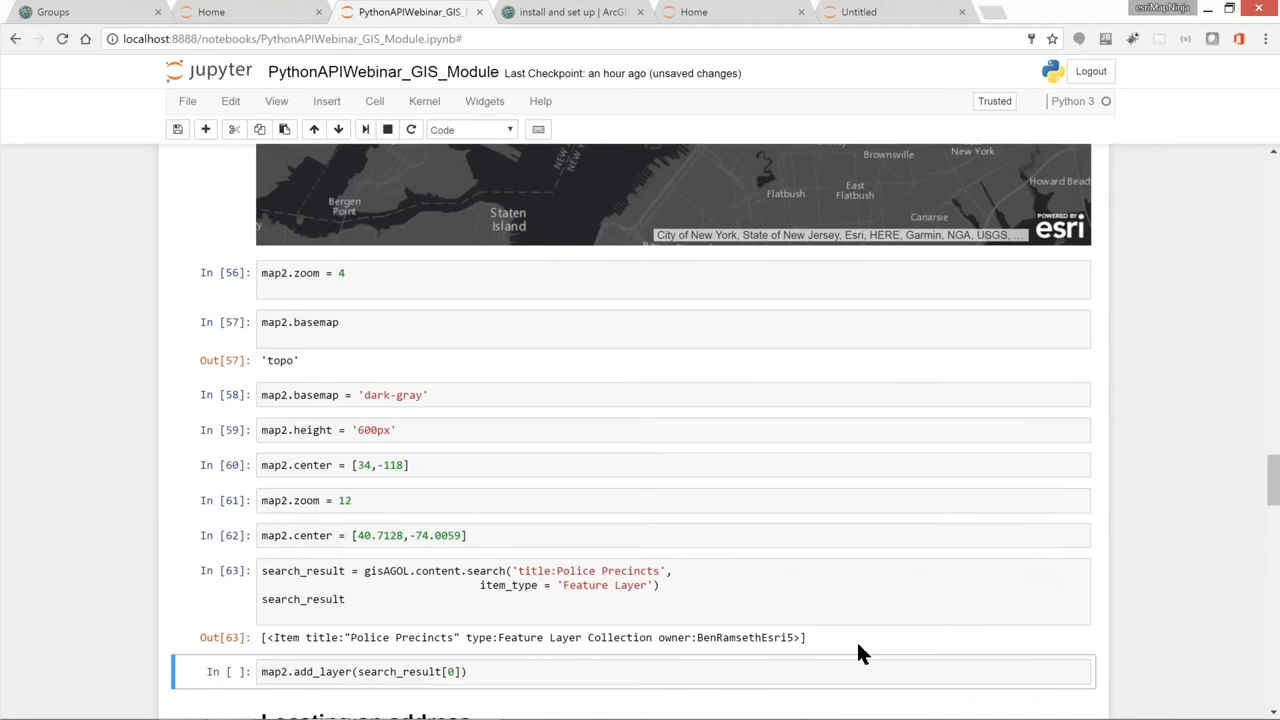 Groups
Home
PythonAPIWebinar_GIS_
install and set up | ArcGI
Home
Untitled
esriMapNinja
localhost:8888/notebooks/PythonAPIWebinar_GIS_Module.ipynb#
jupyter PythonAPIWebinar_GIS_Module Last Checkpoint: an hour ago (unsaved changes)
Logout
File Edit View Insert Cell Kernel Widgets Help
Trusted
Python 3
Code
Brownsville
New York
Flatbush
East
Flatbush
Howard Beach
Bergen
Point
Staten
Island
Canarsie
POWERED BY
esri
City of New York, State of New Jersey, Esri, HERE, Garmin, NGA, USGS, ...
In [56]: map2.zoom = 4
In [57]: map2.basemap
Out[57]: 'topo'
In [58]: map2.basemap = 'dark-gray'
In [59]: map2.height = '600px'
In [60]: map2.center = [34,-118]
In [61]: map2.zoom = 12
In [62]: map2.center = [40.7128,-74.0059]
In [63]: search_result = gisAGOL.content.search('title:Police Precincts',
item_type = 'Feature Layer')
search_result
Out[63]: [<Item title:"Police Precincts" type:Feature Layer Collection owner:BenRamsethEsri5>]
In [ ]: map2.add_layer(search_result[0])
Locating an address